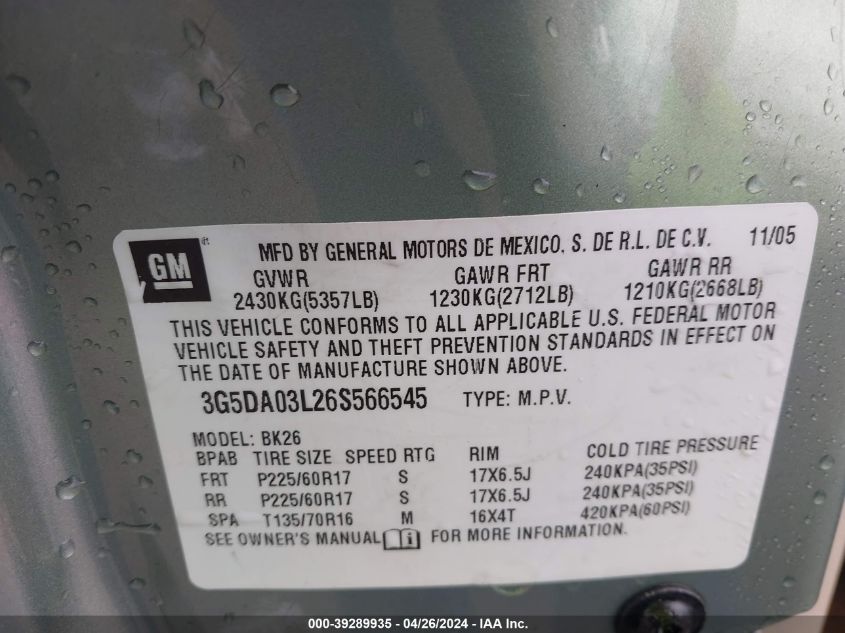 GM ® MFD BY GENERAL MOTORS DE MEXICO, S. DE R.L. DE C.V. 11/05
GVWR GAWR FRT GAWR RR
2430KG(5357LB) 1230KG(2712LB) 1210KG(2668LB)
THIS VEHICLE CONFORMS TO ALL APPLICABLE U.S. FEDERAL MOTOR
VEHICLE SAFETY AND THEFT PREVENTION STANDARDS IN EFFECT ON
THE DATE OF MANUFACTURE SHOWN ABOVE.
3G5DA03L26S566545 TYPE: M.P.V.
MODEL: BK26
BPAB TIRE SIZE SPEED RTG RIM COLD TIRE PRESSURE
FRT P225/60R17 S 17X6.5J 240KPA(35PSI)
RR P225/60R17 S 17X6.5J 240KPA(35PSI)
SPA T135/70R16 M 16X4T 420KPA(60PSI)
SEE OWNER'S MANUAL FOR MORE INFORMATION.
000-39289935 - 04/26/2024 - IAA Inc.